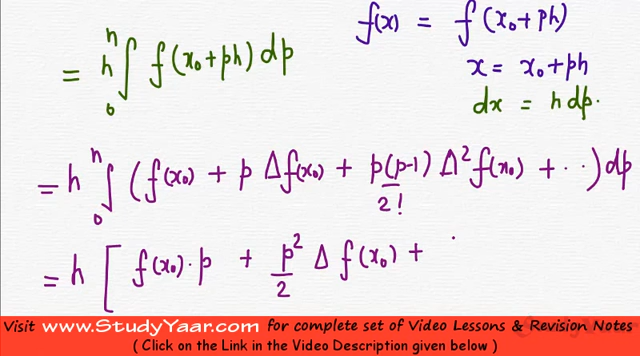 = h ∫₀ⁿ f(x₀+ph) dp
f(x) = f(x₀+ph)
x = x₀+ph
dx = h dp.
= h ∫₀ⁿ (f(x₀) + p Δf(x₀) + p(p-1)/2! Δ²f(x₀) + ··) dp
= h [ f(x₀)·p + p²/2 Δ f(x₀) +
Visit www.StudyYaar.com for complete set of Video Lessons & Revision Notes
( Click on the Link in the Video Description given below )